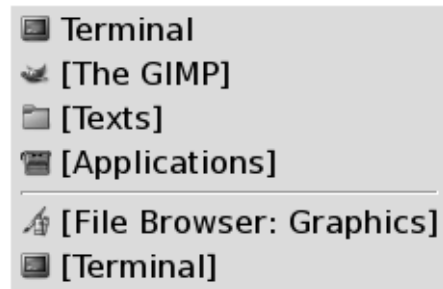 Terminal
[The GIMP]
[Texts]
[Applications]
[File Browser: Graphics]
[Terminal]